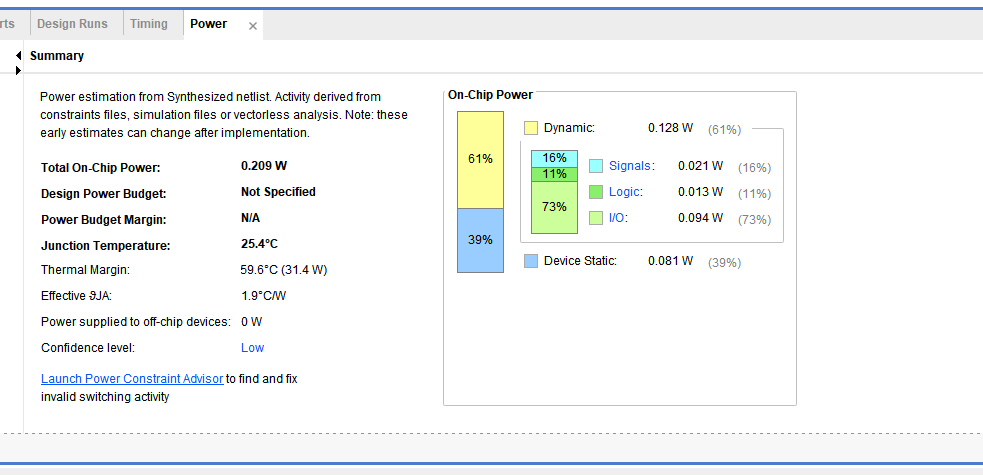 rts Design Runs Timing Power ×
Summary
Power estimation from Synthesized netlist. Activity derived from
constraints files, simulation files or vectorless analysis. Note: these
early estimates can change after implementation.
Total On-Chip Power: 0.209 W
Design Power Budget: Not Specified
Power Budget Margin: N/A
Junction Temperature: 25.4°C
Thermal Margin: 59.6°C (31.4 W)
Effective ϑJA: 1.9°C/W
Power supplied to off-chip devices: 0 W
Confidence level: Low
Launch Power Constraint Advisor to find and fix
invalid switching activity
On-Chip Power
61%
39%
Dynamic: 0.128 W (61%)
16%
11%
73%
Signals: 0.021 W (16%)
Logic: 0.013 W (11%)
I/O: 0.094 W (73%)
Device Static: 0.081 W (39%)